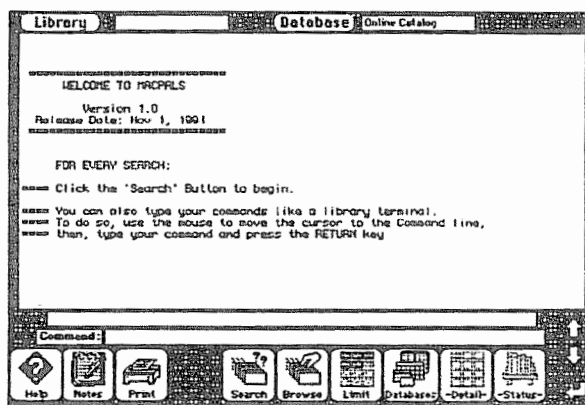 Library Database Online Catalog
WELCOME TO MACPALS
Version 1.0
Release Date: Nov 1, 1991
FOR EVERY SEARCH:
Click the "Search" Button to begin.
You can also type your commands like a library terminal.
To do so, use the mouse to move the cursor to the Command line,
then, type your command and press the RETURN key
Command:
?? ?
Help Notes Print Search Browse Limit Databases -Detail- -Status-